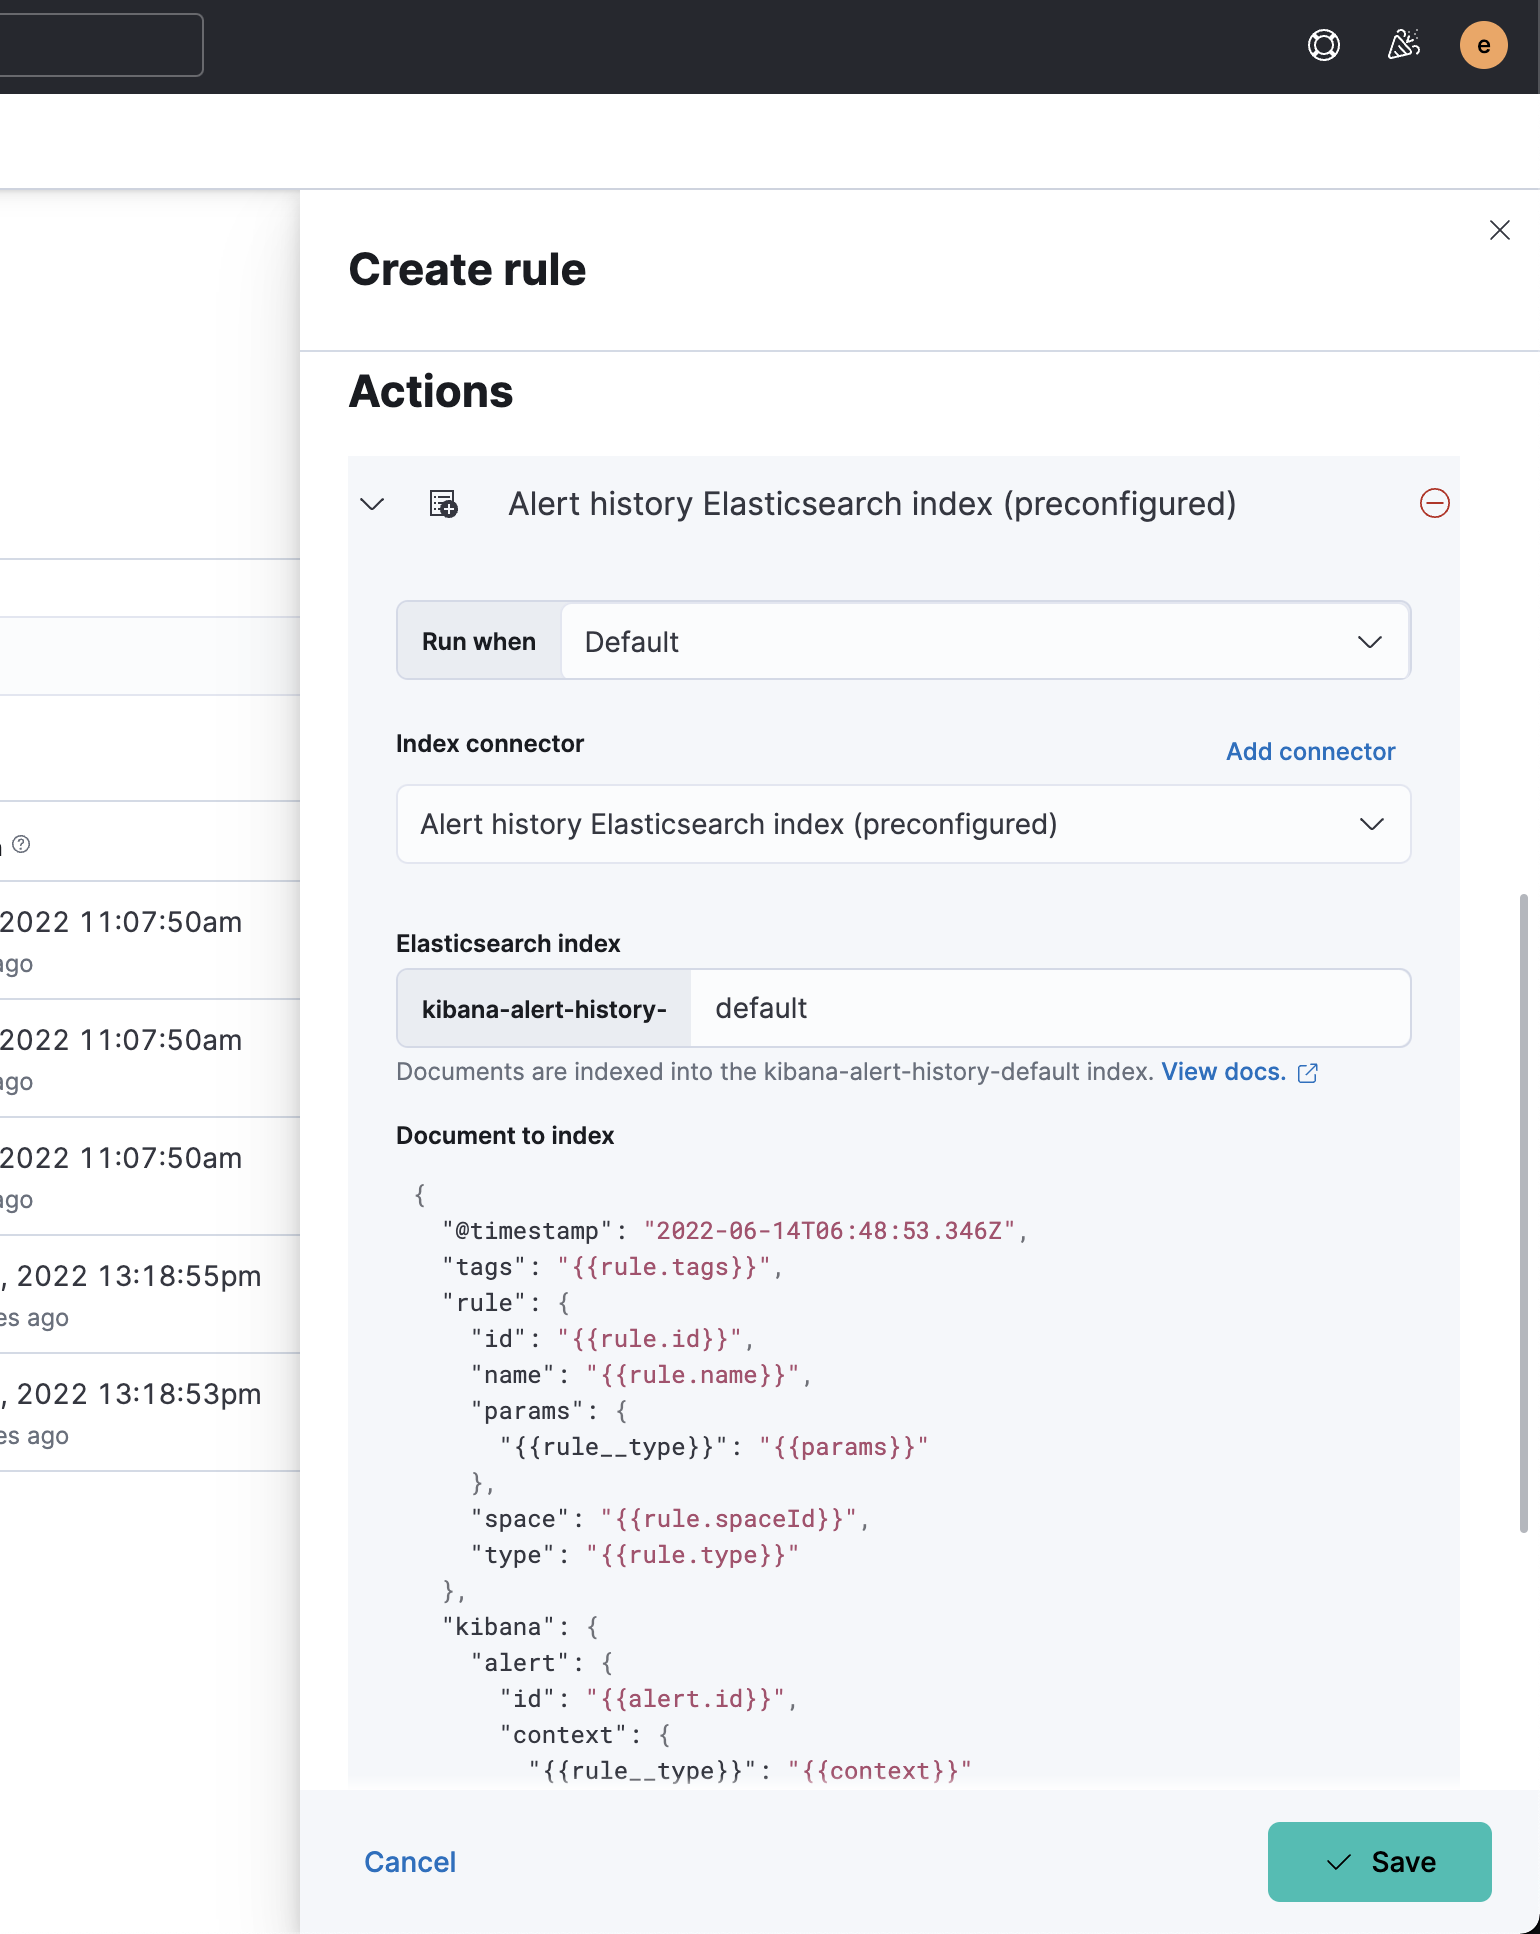 e
Create rule
Actions
Alert history Elasticsearch index (preconfigured)
Run when Default
Index connector
Add connector
Alert history Elasticsearch index (preconfigured)
Elasticsearch index
kibana-alert-history- default
Documents are indexed into the kibana-alert-history-default index. View docs.
Document to index
{
"@timestamp": "2022-06-14T06:48:53.346Z",
"tags": "{{rule.tags}}",
"rule": {
"id": "{{rule.id}}",
"name": "{{rule.name}}",
"params": {
"{{rule__type}}": "{{params}}"
},
"space": "{{rule.spaceId}}",
"type": "{{rule.type}}"
},
"kibana": {
"alert": {
"id": "{{alert.id}}",
"context": {
"{{rule__type}}": "{{context}}"
Cancel
Save
2022 11:07:50am
ago
2022 11:07:50am
ago
2022 11:07:50am
ago
, 2022 13:18:55pm
es ago
, 2022 13:18:53pm
es ago